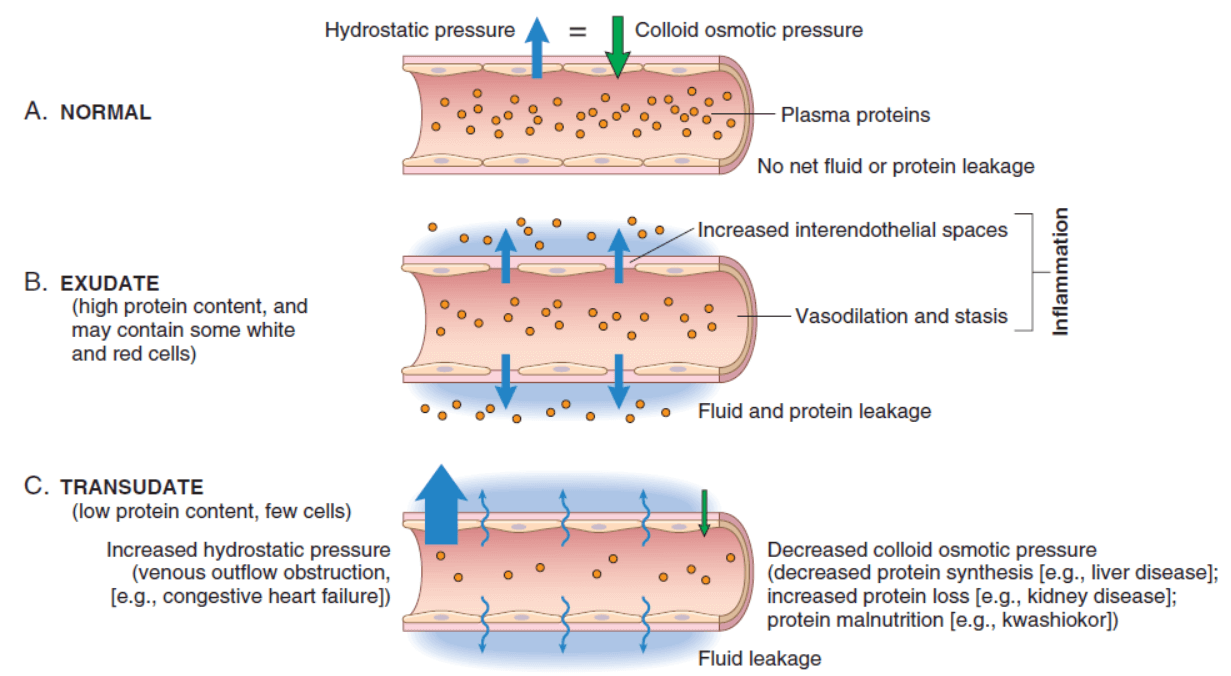 Hydrostatic pressure = Colloid osmotic pressure
A. NORMAL
Plasma proteins
No net fluid or protein leakage
B. EXUDATE
(high protein content, and
may contain some white
and red cells)
Increased interendothelial spaces
Vasodilation and stasis
Inflammation
Fluid and protein leakage
C. TRANSUDATE
(low protein content, few cells)
Increased hydrostatic pressure
(venous outflow obstruction,
[e.g., congestive heart failure])
Decreased colloid osmotic pressure
(decreased protein synthesis [e.g., liver disease];
increased protein loss [e.g., kidney disease];
protein malnutrition [e.g., kwashiokor])
Fluid leakage